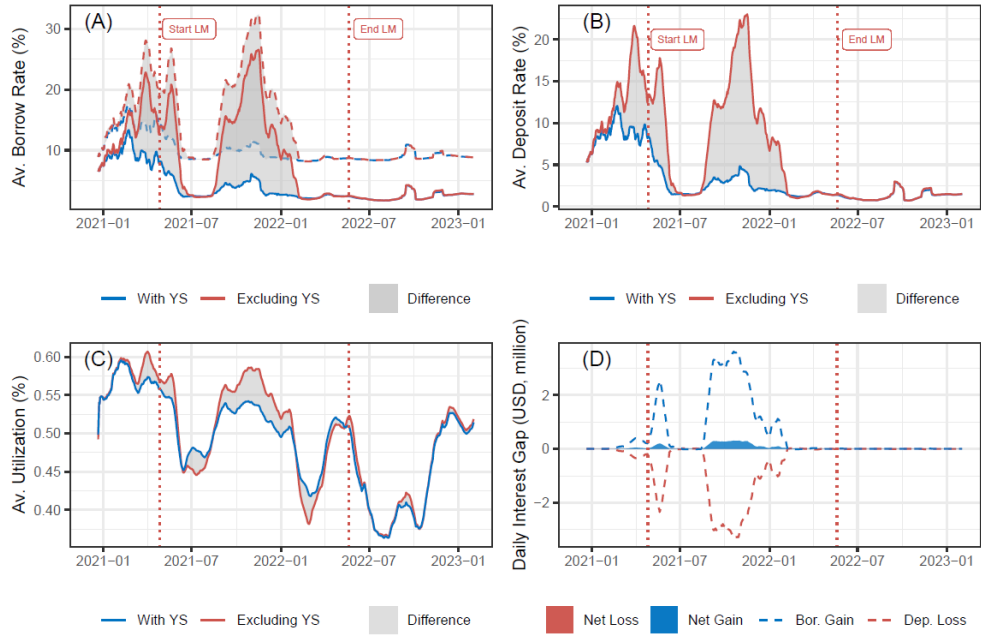 (A)
Av. Borrow Rate (%)
30
20
10
Start LM
End LM
2021−01
2021−07
2022−01
2022−07
2023−01
With YS
Excluding YS
Difference
(B)
Av. Deposit Rate (%)
20
15
10
5
0
Start LM
End LM
2021−01
2021−07
2022−01
2022−07
2023−01
With YS
Excluding YS
Difference
(C)
Av. Utilization (%)
0.60
0.55
0.50
0.45
0.40
2021−01
2021−07
2022−01
2022−07
2023−01
With YS
Excluding YS
Difference
(D)
Daily Interest Gap (USD, million)
2
0
−2
2021−01
2021−07
2022−01
2022−07
2023−01
Net Loss
Net Gain
Bor. Gain
Dep. Loss